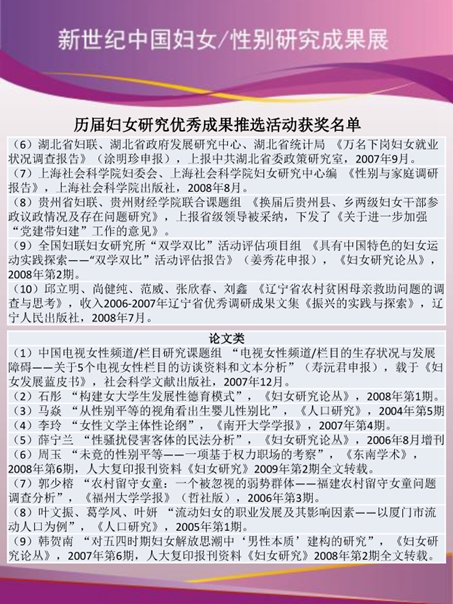 新世纪中国妇女/性别研究成果展
历届妇女研究优秀成果推选活动获奖名单
（6）湖北省妇联、湖北省政府发展研究中心、湖北省统计局 《万名下岗妇女就业
状况调查报告》（涂明珍申报），上报中共湖北省委政策研究室，2007年9月。
（7）上海社会科学院妇委会、上海社会科学院妇女研究中心编 《性别与家庭调研
报告》，上海社会科学院出版社，2008年8月。
（8）贵州省妇联、贵州财经学院联合课题组 《换届后贵州县、乡两级妇女干部参
政议政情况及存在问题研究》，上报省级领导被采纳，下发了《关于进一步加强
“党建带妇建”工作的意见》。
（9）全国妇联妇女研究所“双学双比”活动评估项目组 《具有中国特色的妇女运
动实践探索——“双学双比”活动评估报告》（姜秀花申报），《妇女研究论丛》，
2008年第2期。
（10）邱立明、尚健纯、范威、张欣春、刘鑫 《辽宁省农村贫困母亲救助问题的调
查与思考》，收入2006-2007年辽宁省优秀调研成果文集《振兴的实践与探索》，辽
宁人民出版社，2008年7月。
论文类
（1）中国电视女性频道/栏目研究课题组 “电视女性频道/栏目的生存状况与发展
障碍——关于5个电视女性栏目的访谈资料和文本分析”（寿沅君申报），载于《妇
女发展蓝皮书》，社会科学文献出版社，2007年12月。
（2）石彤 “构建女大学生发展性德育模式”，《妇女研究论丛》，2008年第1期。
（3）马焱 “从性别平等的视角看出生婴儿性别比”，《人口研究》，2004年第5期
（4）李玲 “女性文学主体性论纲”，《南开大学学报》，2007年第4期。
（5）薛宁兰 “性骚扰侵害客体的民法分析”，《妇女研究论丛》，2006年8月增刊
（6）周玉 “未竟的性别平等——一项基于权力职场的考察”，《东南学术》，
2008年第6期，人大复印报刊资料《妇女研究》2009年第2期全文转载。
（7）郭少榕 “农村留守女童：一个被忽视的弱势群体——福建农村留守女童问题
调查分析”，《福州大学学报》（哲社版），2006年第3期。
（8）叶文振、葛学风、叶妍 “流动妇女的职业发展及其影响因素——以厦门市流
动人口为例”，《人口研究》，2005年第1期。
（9）韩贺南 “对五四时期妇女解放思潮中‘男性本质’建构的研究”，《妇女研
究论丛》，2007年第6期，人大复印报刊资料《妇女研究》2008年第2期全文转载。